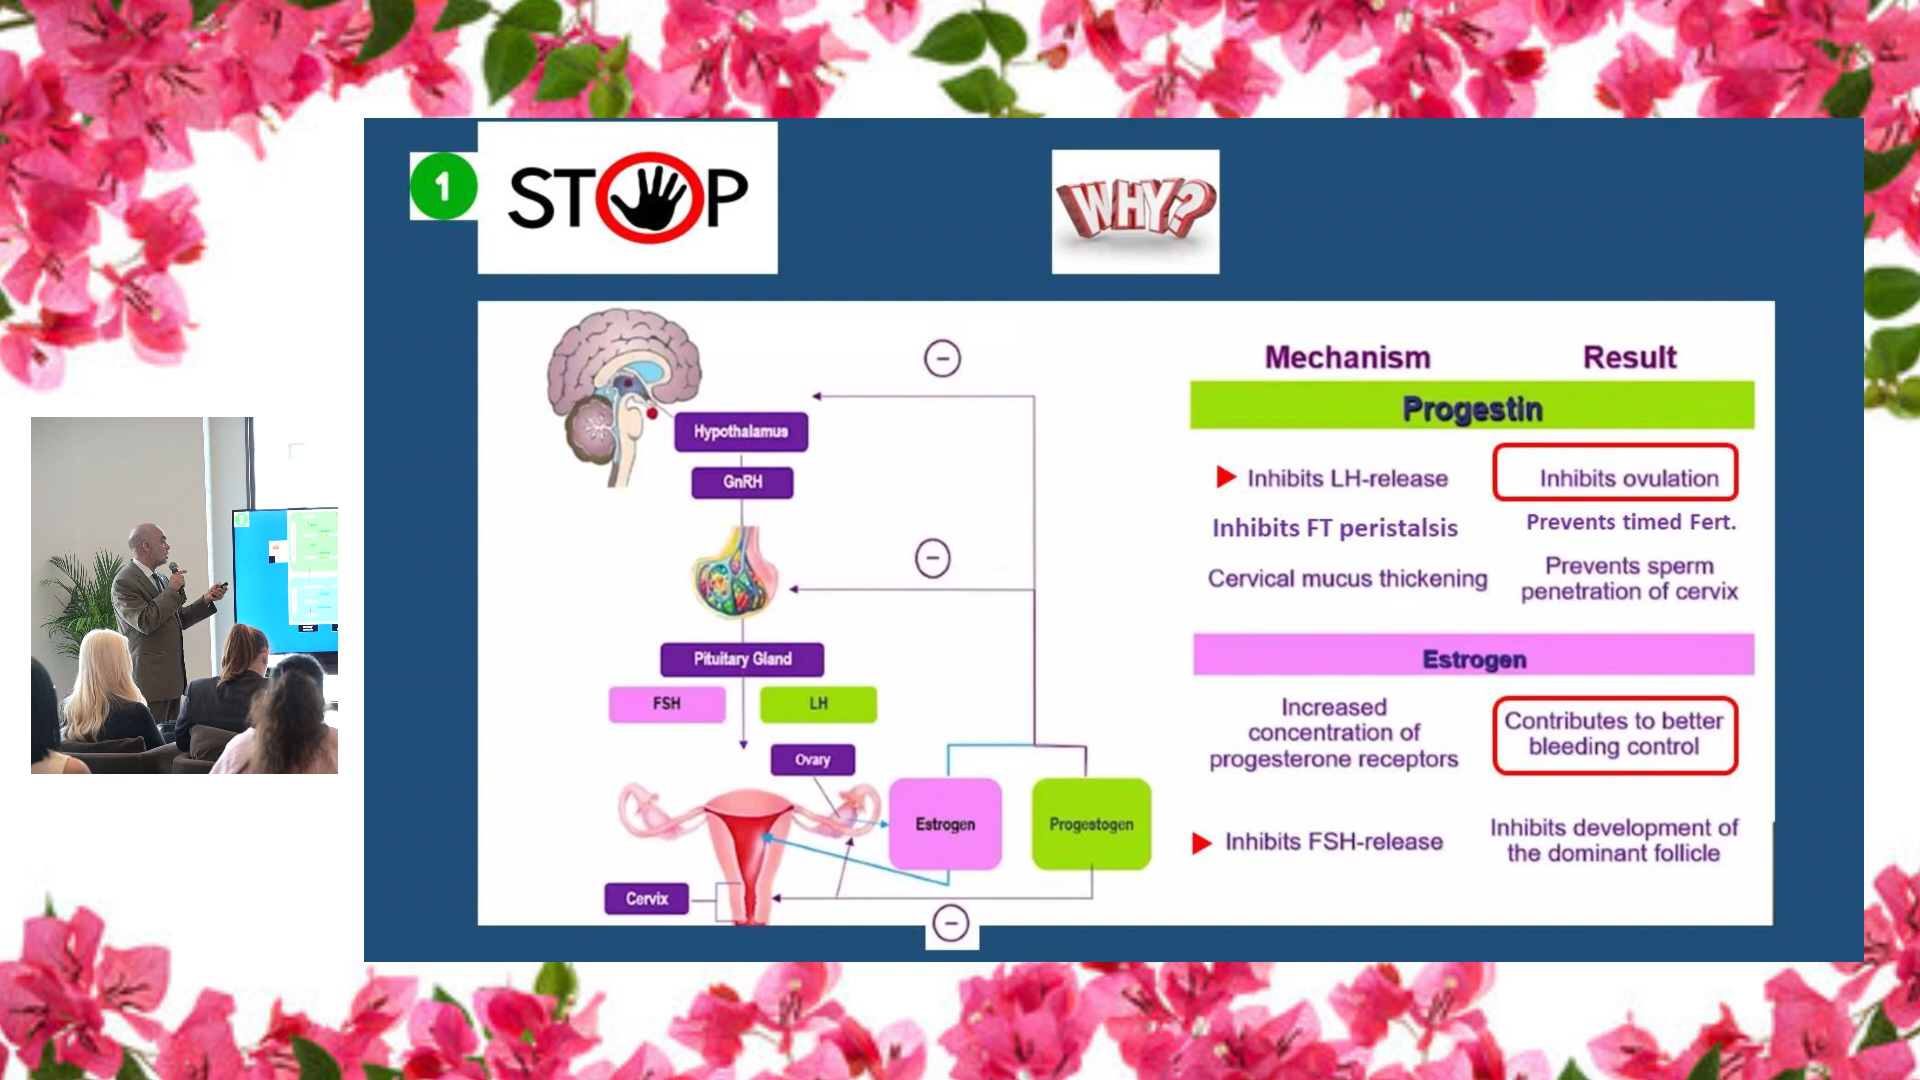 1
STOP
WHY?
Hypothalamus
GnRH
Pituitary Gland
FSH
LH
Ovary
Estrogen
Progestogen
Cervix
Mechanism
Result
Progestin
Inhibits LH-release
Inhibits ovulation
Inhibits FT peristalsis
Prevents timed Fert.
Cervical mucus thickening
Prevents sperm
penetration of cervix
Estrogen
Increased
concentration of
progesterone receptors
Contributes to better
bleeding control
Inhibits FSH-release
Inhibits development of
the dominant follicle